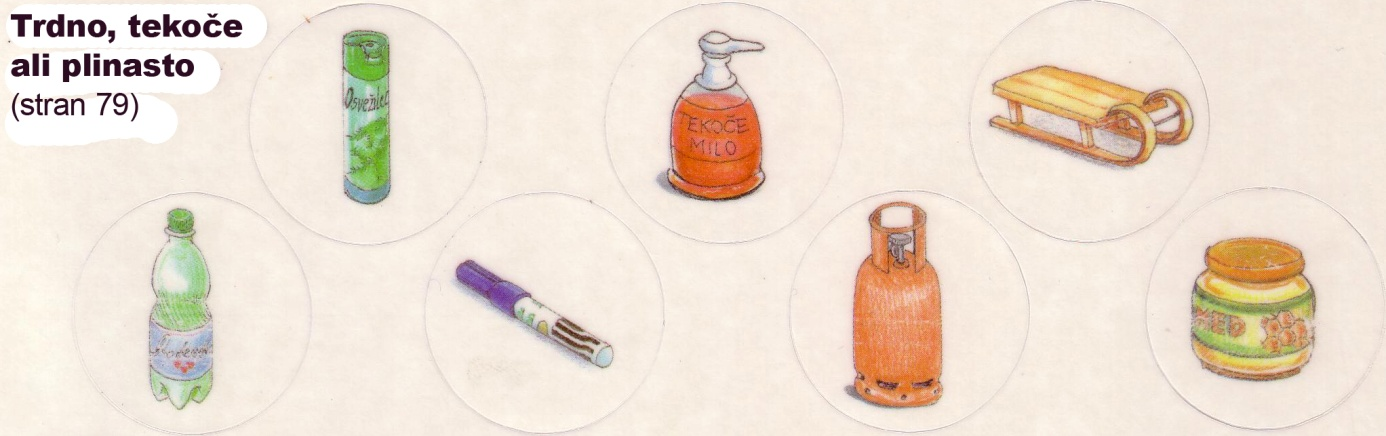 Trdno, tekoče
ali plinasto
(stran 79)
Osvežilec
TEKOČE
MILO
MED